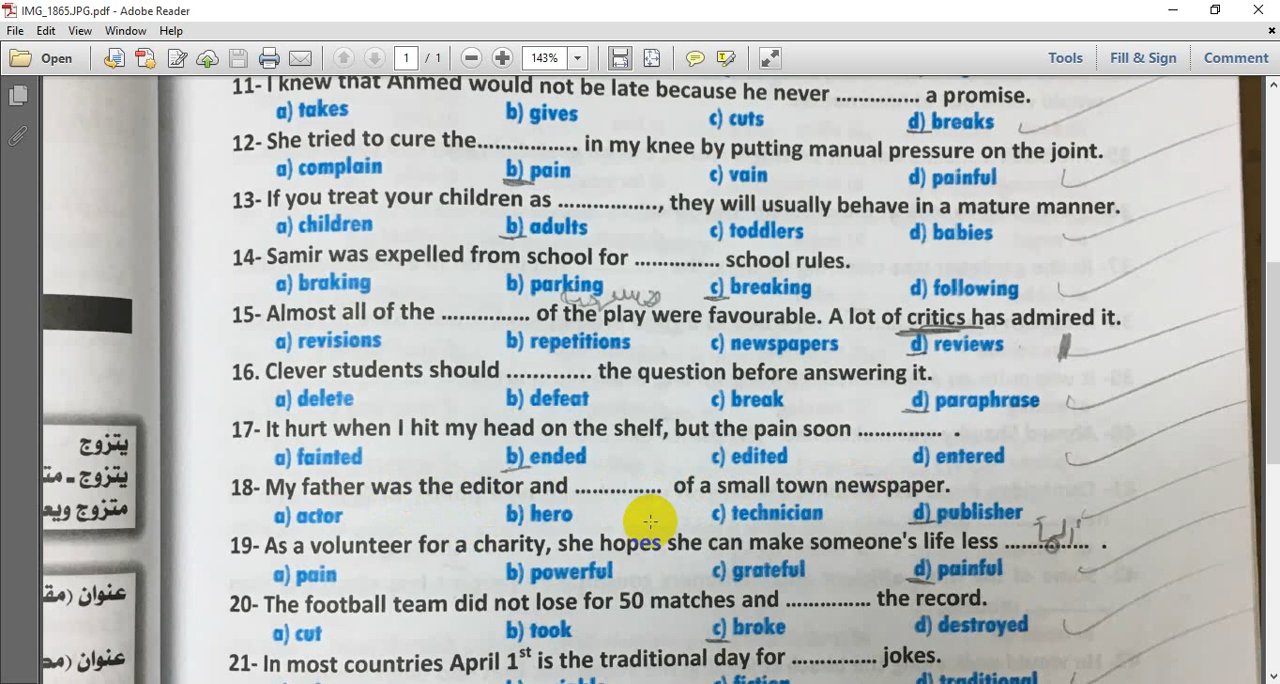 IMG_1865.JPG.pdf - Adobe Reader
File Edit View Window Help
Open 1 / 1 143% Tools Fill & Sign Comment
11- I knew that Ahmed would not be late because he never .............. a promise.
a) takes b) gives c) cuts d) breaks
12- She tried to cure the................. in my knee by putting manual pressure on the joint.
a) complain b) pain c) vain d) painful
13- If you treat your children as ................, they will usually behave in a mature manner.
a) children b) adults c) toddlers d) babies
14- Samir was expelled from school for .............. school rules.
a) braking b) parking c) breaking d) following
15- Almost all of the .............. of the play were favourable. A lot of critics has admired it.
a) revisions b) repetitions c) newspapers d) reviews
16. Clever students should ............. the question before answering it.
a) delete b) defeat c) break d) paraphrase
17- It hurt when I hit my head on the shelf, but the pain soon .............. .
a) fainted b) ended c) edited d) entered
18- My father was the editor and .............. of a small town newspaper.
a) actor b) hero c) technician d) publisher
19- As a volunteer for a charity, she hopes she can make someone's life less .............. .
a) pain b) powerful c) grateful d) painful
20- The football team did not lose for 50 matches and .............. the record.
a) cut b) took c) broke d) destroyed
21- In most countries April 1st is the traditional day for .............. jokes.
c) fiction d) traditional
يتزوج
يتزوج - مت
متزوج ويع
عنوان (مق
عنوان (مض